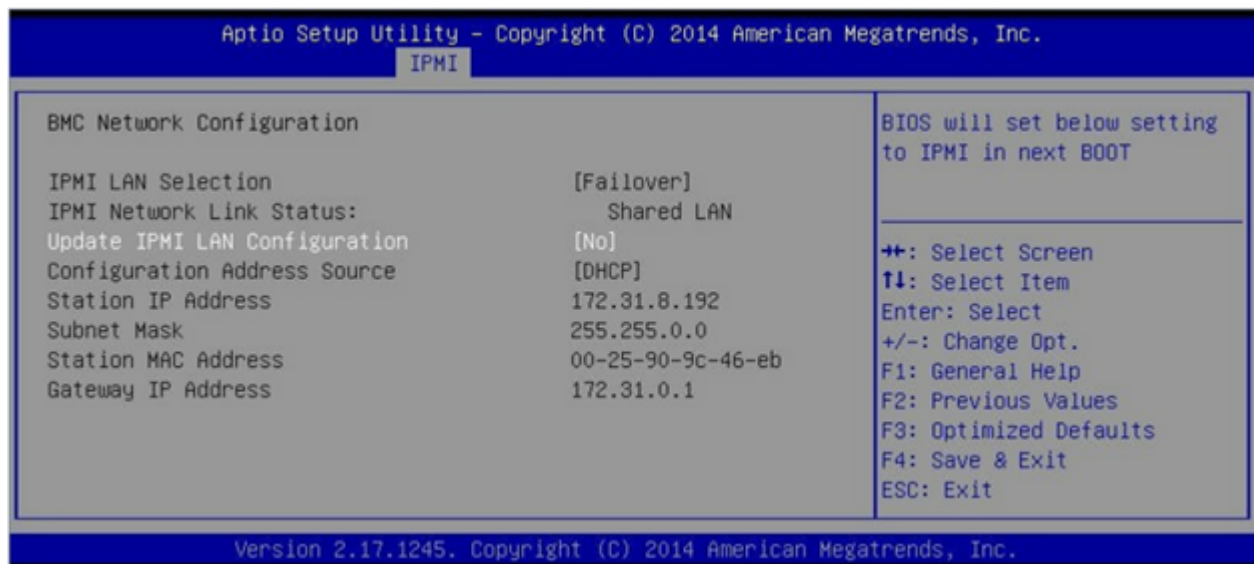 Aptio Setup Utility – Copyright (C) 2014 American Megatrends, Inc.
IPMI
BMC Network Configuration
IPMI LAN Selection [Failover]
IPMI Network Link Status: Shared LAN
Update IPMI LAN Configuration [No]
Configuration Address Source [DHCP]
Station IP Address 172.31.8.192
Subnet Mask 255.255.0.0
Station MAC Address 00-25-90-9c-46-eb
Gateway IP Address 172.31.0.1
BIOS will set below setting
to IPMI in next BOOT
→←: Select Screen
↑↓: Select Item
Enter: Select
+/-: Change Opt.
F1: General Help
F2: Previous Values
F3: Optimized Defaults
F4: Save & Exit
ESC: Exit
Version 2.17.1245. Copyright (C) 2014 American Megatrends, Inc.